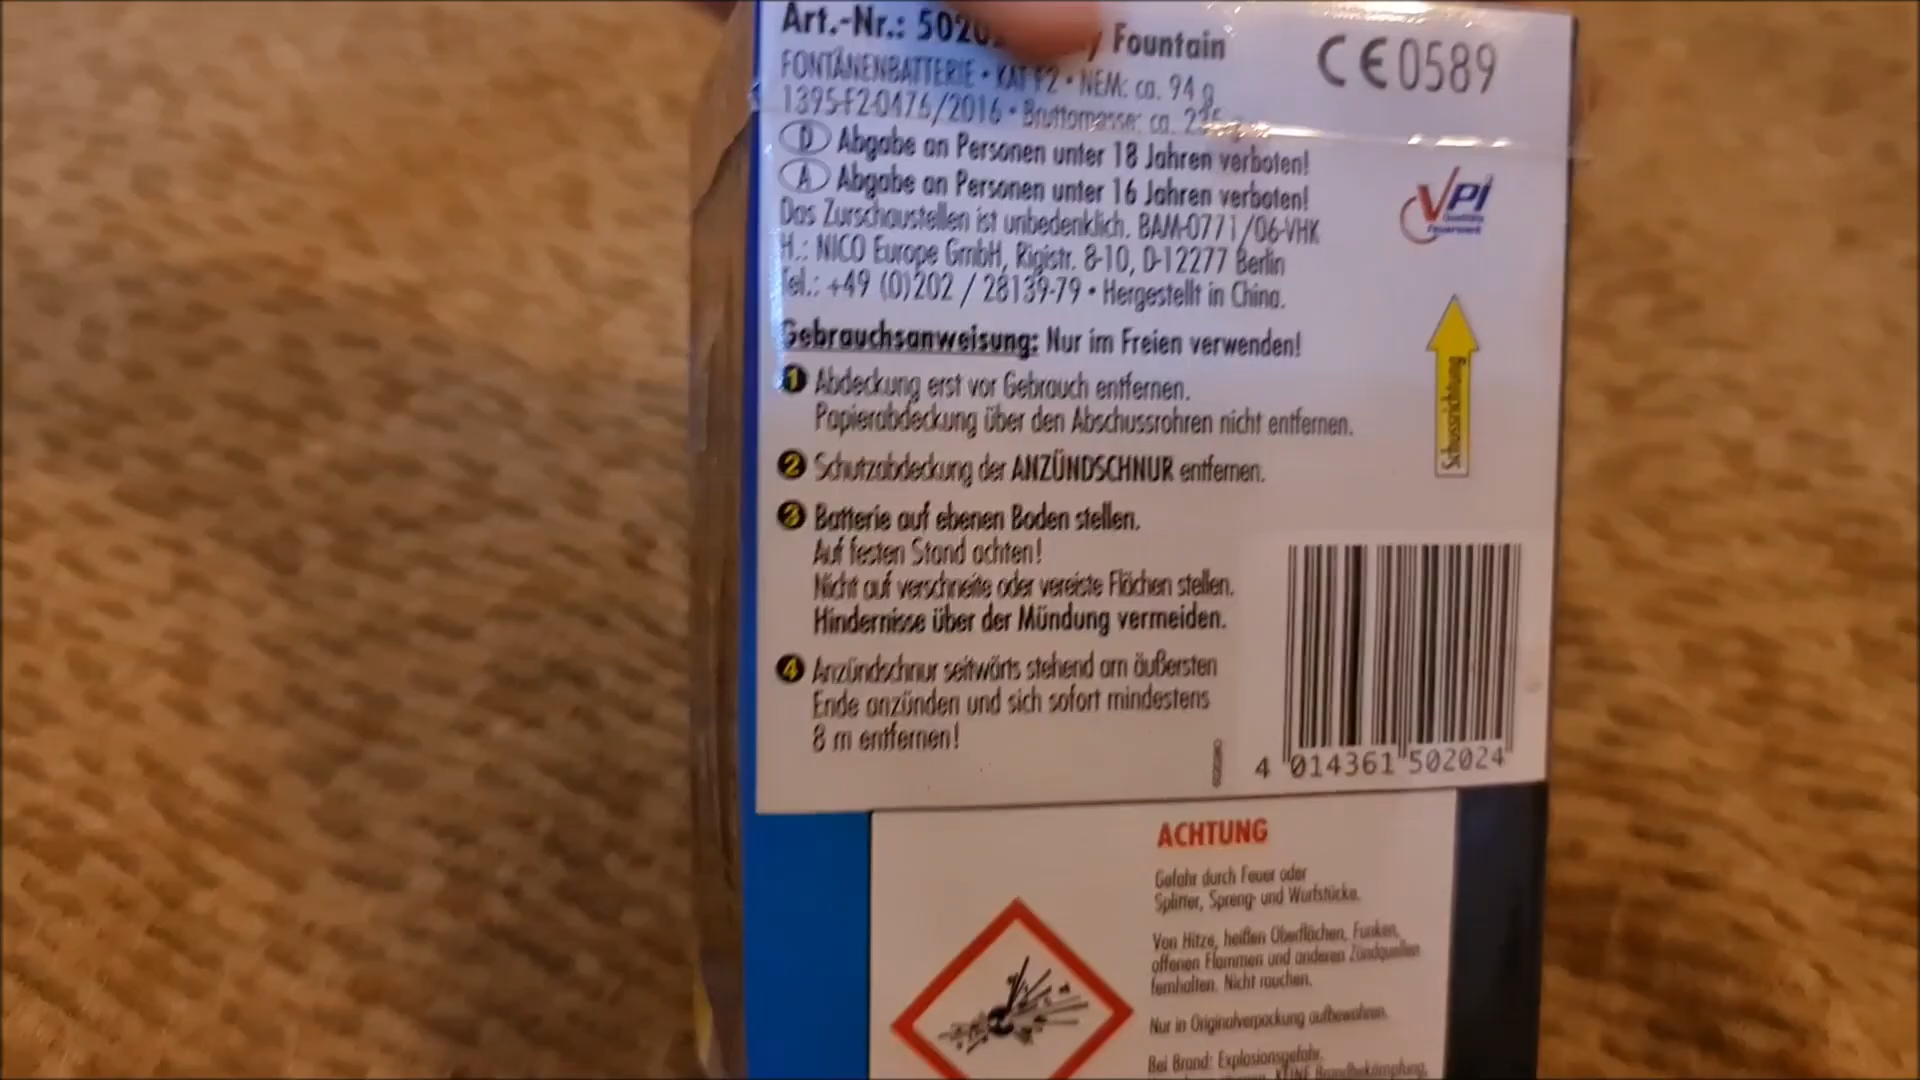 Art.-Nr.: 5020 Fountain
FONTÄNENBATTERIE • KAT F2 • NEM: ca. 94 g
1395-F2-0476/2016 • Bruttomasse: ca.
D Abgabe an Personen unter 18 Jahren verboten!
A Abgabe an Personen unter 16 Jahren verboten!
Das Zurschaustellen ist unbedenklich. BAM-0771/06-VHK
H.: NICO Europe GmbH, Rigistr. 8-10, D-12277 Berlin
Tel.: +49 (0)202 / 28139-79 • Hergestellt in China.
Gebrauchsanweisung: Nur im Freien verwenden!
1 Abdeckung erst vor Gebrauch entfernen.
Papierabdeckung über den Abschussrohren nicht entfernen.
2 Schutzabdeckung der ANZÜNDSCHNUR entfernen.
3 Batterie auf ebenen Boden stellen.
Auf festen Stand achten!
Nicht auf verschneite oder vereiste Flächen stellen.
Hindernisse über der Mündung vermeiden.
4 Anzündschnur seitwärts stehend am äußersten
Ende anzünden und sich sofort mindestens
8 m entfernen!
CE0589
VPI
Qualitäts
Feuerwerk
Schussrichtung
4 014361 502024
ACHTUNG
Gefahr durch Feuer oder
Splitter, Spreng- und Wurfstücke.
Von Hitze, heißen Oberflächen, Funken,
offenen Flammen und anderen Zündquellen
fernhalten. Nicht rauchen.
Nur in Originalverpackung aufbewahren.
Bei Brand: Explosionsgefahr.
KEINE Brandbekämpfung,